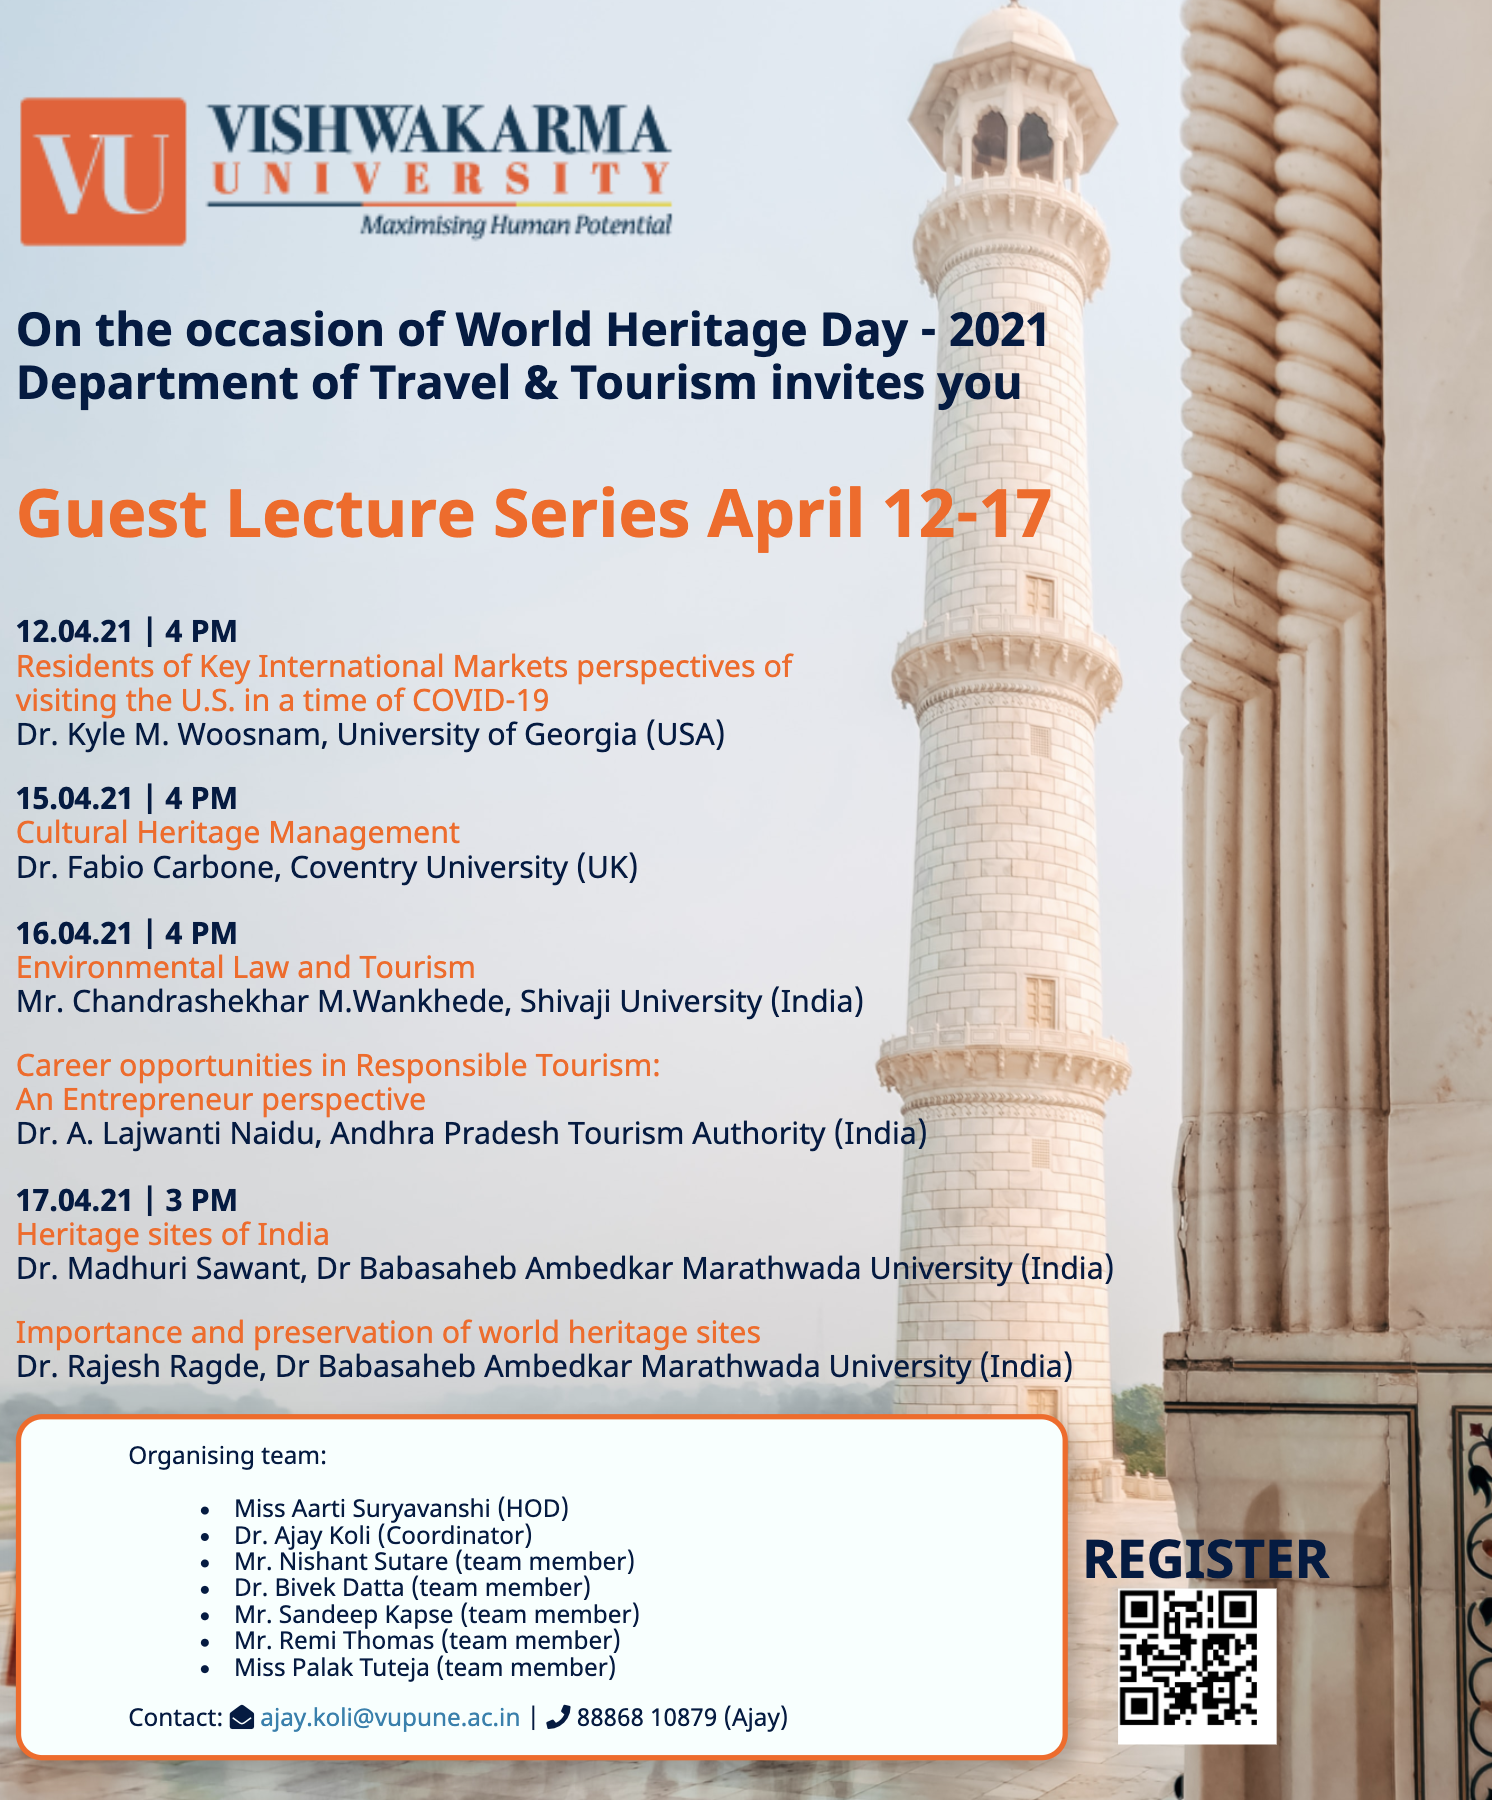 VU
VISHWAKARMA
UNIVERSITY
Maximising Human Potential
On the occasion of World Heritage Day - 2021
Department of Travel & Tourism invites you
Guest Lecture Series April 12-17
12.04.21 | 4 PM
Residents of Key International Markets perspectives of
visiting the U.S. in a time of COVID-19
Dr. Kyle M. Woosnam, University of Georgia (USA)
15.04.21 | 4 PM
Cultural Heritage Management
Dr. Fabio Carbone, Coventry University (UK)
16.04.21 | 4 PM
Environmental Law and Tourism
Mr. Chandrashekhar M.Wankhede, Shivaji University (India)
Career opportunities in Responsible Tourism:
An Entrepreneur perspective
Dr. A. Lajwanti Naidu, Andhra Pradesh Tourism Authority (India)
17.04.21 | 3 PM
Heritage sites of India
Dr. Madhuri Sawant, Dr Babasaheb Ambedkar Marathwada University (India)
Importance and preservation of world heritage sites
Dr. Rajesh Ragde, Dr Babasaheb Ambedkar Marathwada University (India)
Organising team:
• Miss Aarti Suryavanshi (HOD)
• Dr. Ajay Koli (Coordinator)
• Mr. Nishant Sutare (team member)
• Dr. Bivek Datta (team member)
• Mr. Sandeep Kapse (team member)
• Mr. Remi Thomas (team member)
• Miss Palak Tuteja (team member)
Contact: ajay.koli@vupune.ac.in | 88868 10879 (Ajay)
REGISTER